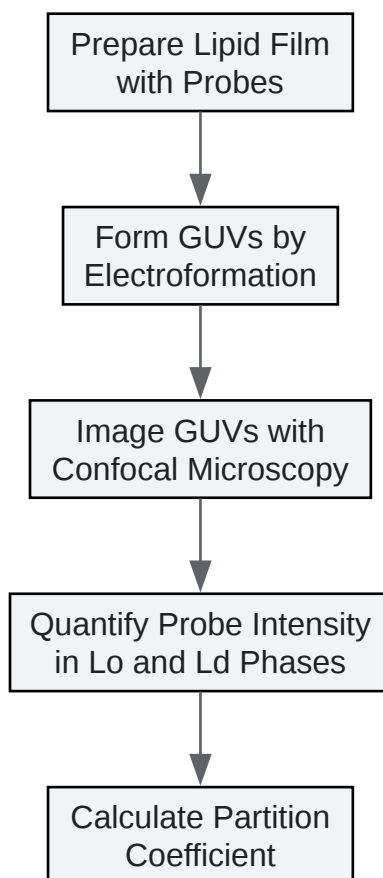 Prepare Lipid Film
with Probes
Form GUVs by
Electroformation
Image GUVs with
Confocal Microscopy
Quantify Probe Intensity
in Lo and Ld Phases
Calculate Partition
Coefficient